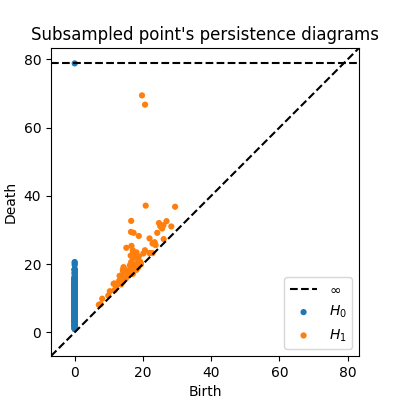 Subsampled point's persistence diagrams
Death
80
60
40
20
0
0 20 40 60 80
Birth
∞
H₀
H₁